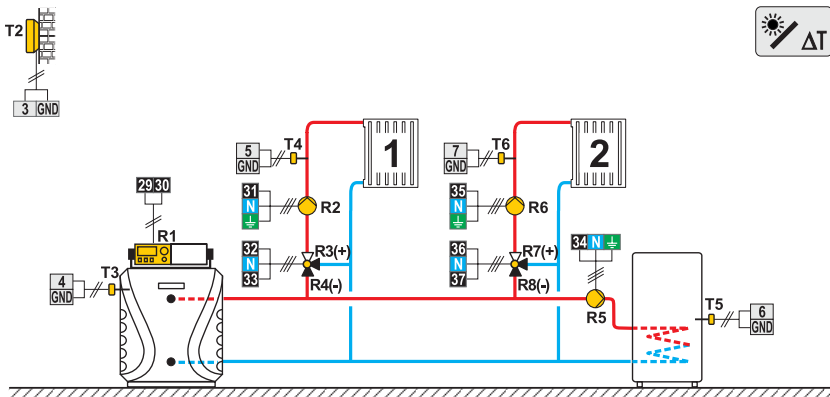 T2
ΔT
3 GND
5 T4
GND
1
7 T6
GND
2
29 30
31
N
R2
35
N
R6
R1
32
N
33
R3(+)
R4(-)
36
N
37
R7(+)
R8(-)
34 N
T3
4
GND
R5
T5
6
GND